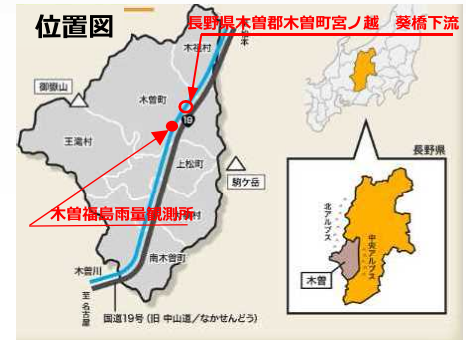 位置図
長野県木曽郡木曽町宮ノ越　葵橋下流
松本
木祖村
御嶽山
木曽町
19
王滝村
上松町
駒ケ岳
木曽福島雨量観測所
村
南木曽町
木曽川
至 名古屋
国道19号(旧 中山道/なかせんどう)
長野県
北アルプス
中央アルプス
木曽